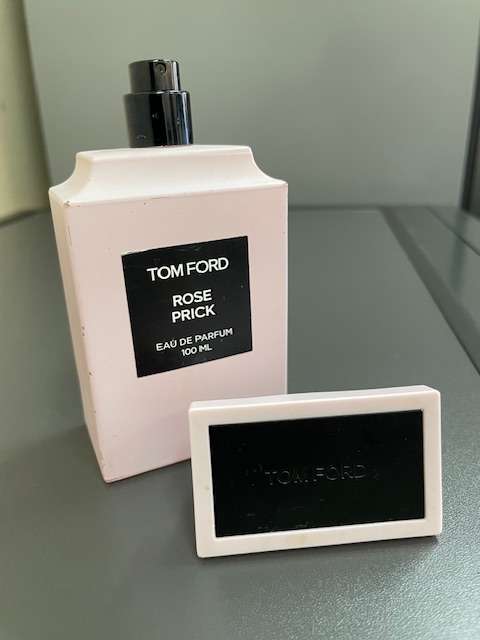 TOM FORD
ROSE
PRICK
EAU DE PARFUM
100 ML
TOM FORD